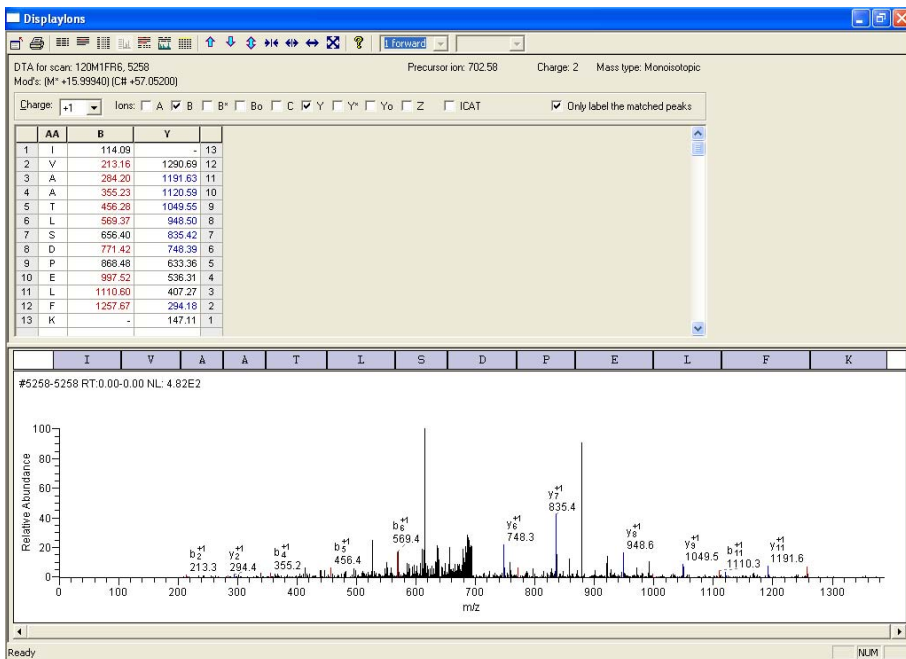 DisplayIons
1 forward
DTA for scan: 120M1FR6, 5258 Precursor ion: 702.58 Charge: 2 Mass type: Monoisotopic
Mod's: (M* +15.99940) (C# +57.05200)
Charge: +1 Ions: A B B* Bo C Y Y* Yo Z ICAT Only label the matched peaks
AA B Y
1 I 114.09 - 13
2 V 213.16 1290.69 12
3 A 284.20 1191.63 11
4 A 355.23 1120.59 10
5 T 456.28 1049.55 9
6 L 569.37 948.50 8
7 S 656.40 835.42 7
8 D 771.42 748.39 6
9 P 868.48 633.36 5
10 E 997.52 536.31 4
11 L 1110.60 407.27 3
12 F 1257.67 294.18 2
13 K - 147.11 1
I V A A T L S D P E L F K
#5258-5258 RT:0.00-0.00 NL: 4.82E2
Relative Abundance
100
80
60
40
20
0
b2+1
213.3
y2+1
294.4
b4+1
355.2
b5+1
456.4
b6+1
569.4
y6+1
748.3
y7+1
835.4
y8+1
948.6
y9+1
1049.5
b11+1
1110.3
y11+1
1191.6
0 100 200 300 400 500 600 700 800 900 1000 1100 1200 1300
m/z
Ready NUM